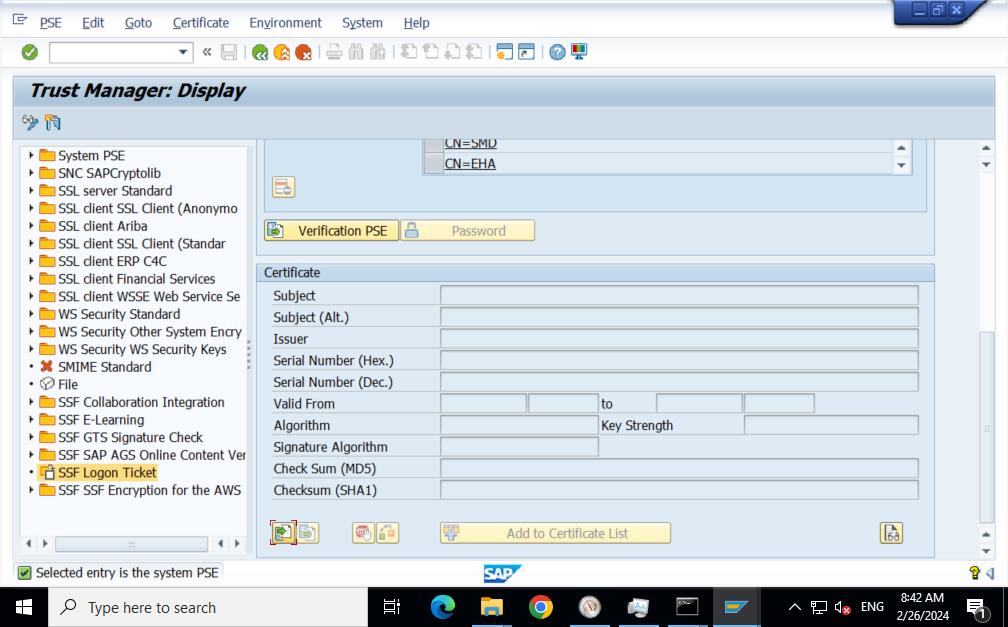 PSE Edit Goto Certificate Environment System Help
Trust Manager: Display
System PSE
SNC SAPCryptolib
SSL server Standard
SSL client SSL Client (Anonymo
SSL client Ariba
SSL client SSL Client (Standar
SSL client ERP C4C
SSL client Financial Services
SSL client WSSE Web Service Se
WS Security Standard
WS Security Other System Encry
WS Security WS Security Keys
SMIME Standard
File
SSF Collaboration Integration
SSF E-Learning
SSF GTS Signature Check
SSF SAP AGS Online Content Ver
SSF Logon Ticket
SSF SSF Encryption for the AWS
CN=SMD
CN=EHA
Verification PSE Password
Certificate
Subject
Subject (Alt.)
Issuer
Serial Number (Hex.)
Serial Number (Dec.)
Valid From to
Algorithm Key Strength
Signature Algorithm
Check Sum (MD5)
Checksum (SHA1)
Add to Certificate List
Selected entry is the system PSE
SAP
Type here to search
ENG
8:42 AM
2/26/2024
1